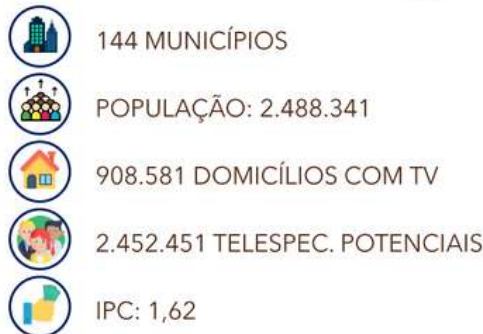 144 MUNICÍPIOS
POPULAÇÃO: 2.488.341
908.581 DOMICÍLIOS COM TV
2.452.451 TELESPEC. POTENCIAIS
IPC: 1,62